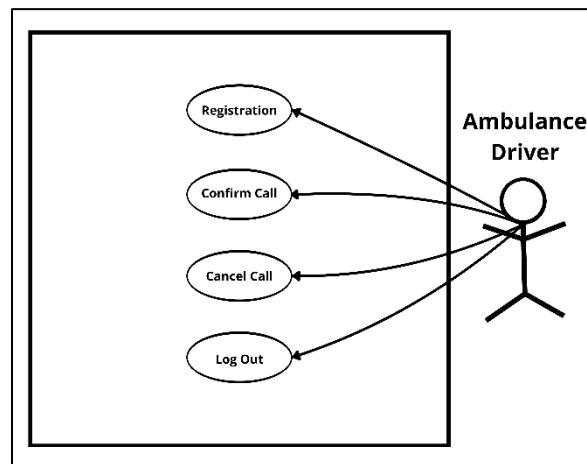 Registration
Ambulance
Driver
Confirm Call
Cancel Call
Log Out